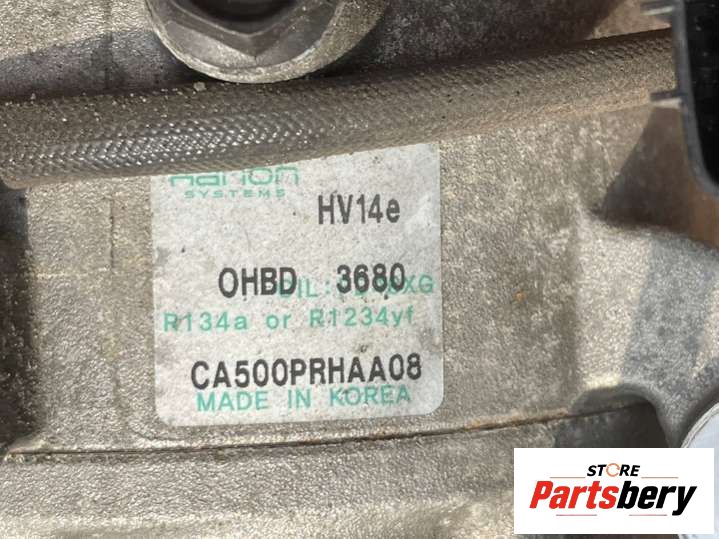 Hanon
SYSTEMS
HV14e
OHBD 3680
R134a or R1234yf
CA500PRHAA08
MADE IN KOREA
STORE
Partsbery